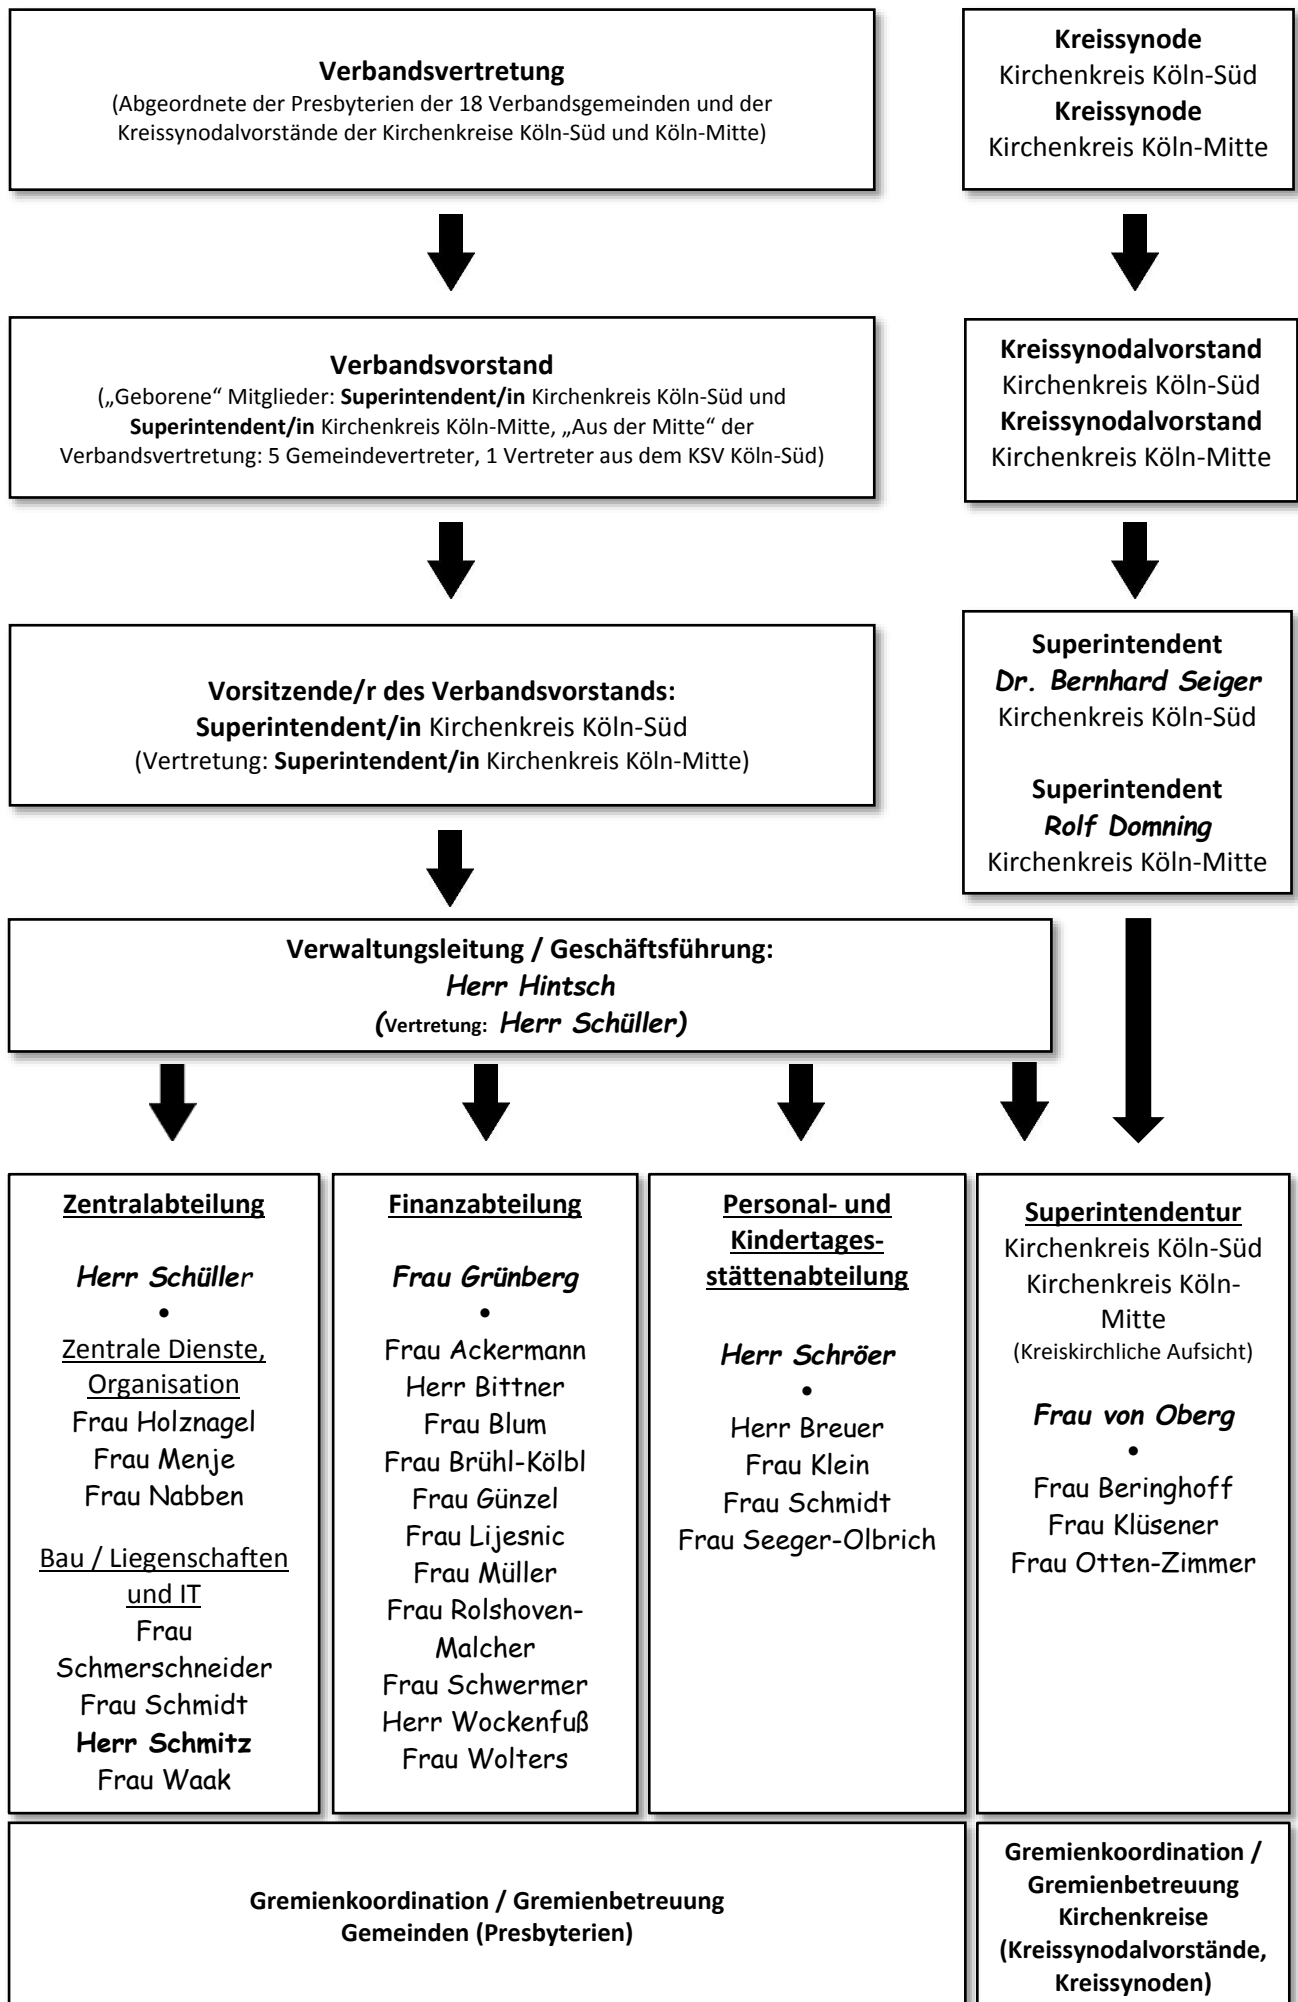 Verbandsvertretung
(Abgeordnete der Presbyterien der 18 Verbandsgemeinden und der
Kreissynodalvorstände der Kirchenkreise Köln-Süd und Köln-Mitte)
Kreissynode
Kirchenkreis Köln-Süd
Kreissynode
Kirchenkreis Köln-Mitte
Verbandsvorstand
(„Geborene“ Mitglieder: Superintendent/in Kirchenkreis Köln-Süd und
Superintendent/in Kirchenkreis Köln-Mitte, „Aus der Mitte“ der
Verbandsvertretung: 5 Gemeindevertreter, 1 Vertreter aus dem KSV Köln-Süd)
Kreissynodalvorstand
Kirchenkreis Köln-Süd
Kreissynodalvorstand
Kirchenkreis Köln-Mitte
Vorsitzende/r des Verbandsvorstands:
Superintendent/in Kirchenkreis Köln-Süd
(Vertretung: Superintendent/in Kirchenkreis Köln-Mitte)
Superintendent
Dr. Bernhard Seiger
Kirchenkreis Köln-Süd
Superintendent
Rolf Domning
Kirchenkreis Köln-Mitte
Verwaltungsleitung / Geschäftsführung:
Herr Hintsch
(Vertretung: Herr Schüller)
Zentralabteilung
Herr Schüller
•
Zentrale Dienste,
Organisation
Frau Holznagel
Frau Menje
Frau Nabben
Bau / Liegenschaften
und IT
Frau
Schmerschneider
Frau Schmidt
Herr Schmitz
Frau Waak
Finanzabteilung
Frau Grünberg
•
Frau Ackermann
Herr Bittner
Frau Blum
Frau Brühl-Kölbl
Frau Günzel
Frau Lijesnic
Frau Müller
Frau Rolshoven-
Malcher
Frau Schwermer
Herr Wockenfuß
Frau Wolters
Personal- und
Kindertages-
stättenabteilung
Herr Schröer
•
Herr Breuer
Frau Klein
Frau Schmidt
Frau Seeger-Olbrich
Superintendentur
Kirchenkreis Köln-Süd
Kirchenkreis Köln-
Mitte
(Kreiskirchliche Aufsicht)
Frau von Oberg
•
Frau Beringhoff
Frau Klüsener
Frau Otten-Zimmer
Gremienkoordination / Gremienbetreuung
Gemeinden (Presbyterien)
Gremienkoordination /
Gremienbetreuung
Kirchenkreise
(Kreissynodalvorstände,
Kreissynoden)